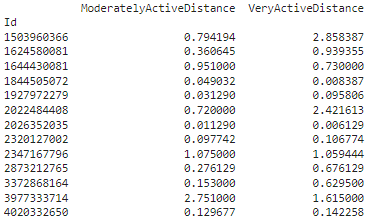 ModeratelyActiveDistance VeryActiveDistance
Id
1503960366 0.794194 2.858387
1624580081 0.360645 0.939355
1644430081 0.951000 0.730000
1844505072 0.049032 0.008387
1927972279 0.031290 0.095806
2022484408 0.720000 2.421613
2026352035 0.011290 0.006129
2320127002 0.097742 0.106774
2347167796 1.075000 1.059444
2873212765 0.276129 0.676129
3372868164 0.153000 0.629500
3977333714 2.751000 1.615000
4020332650 0.129677 0.142258